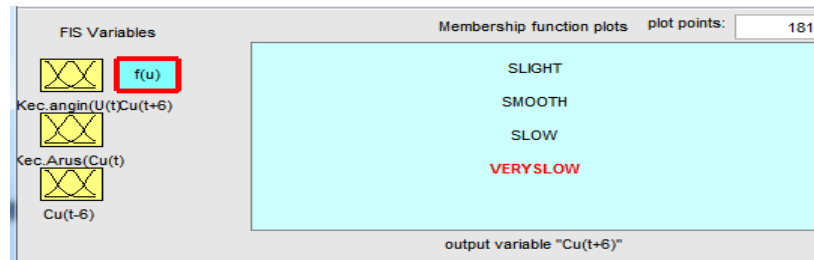 FIS Variables
Membership function plots
plot points:
181
f(u)
Kec.angin(U(t)
Cu(t+6)
Kec.Arus(Cu(t)
Cu(t-6)
SLIGHT
SMOOTH
SLOW
VERYSLOW
output variable "Cu(t+6)"